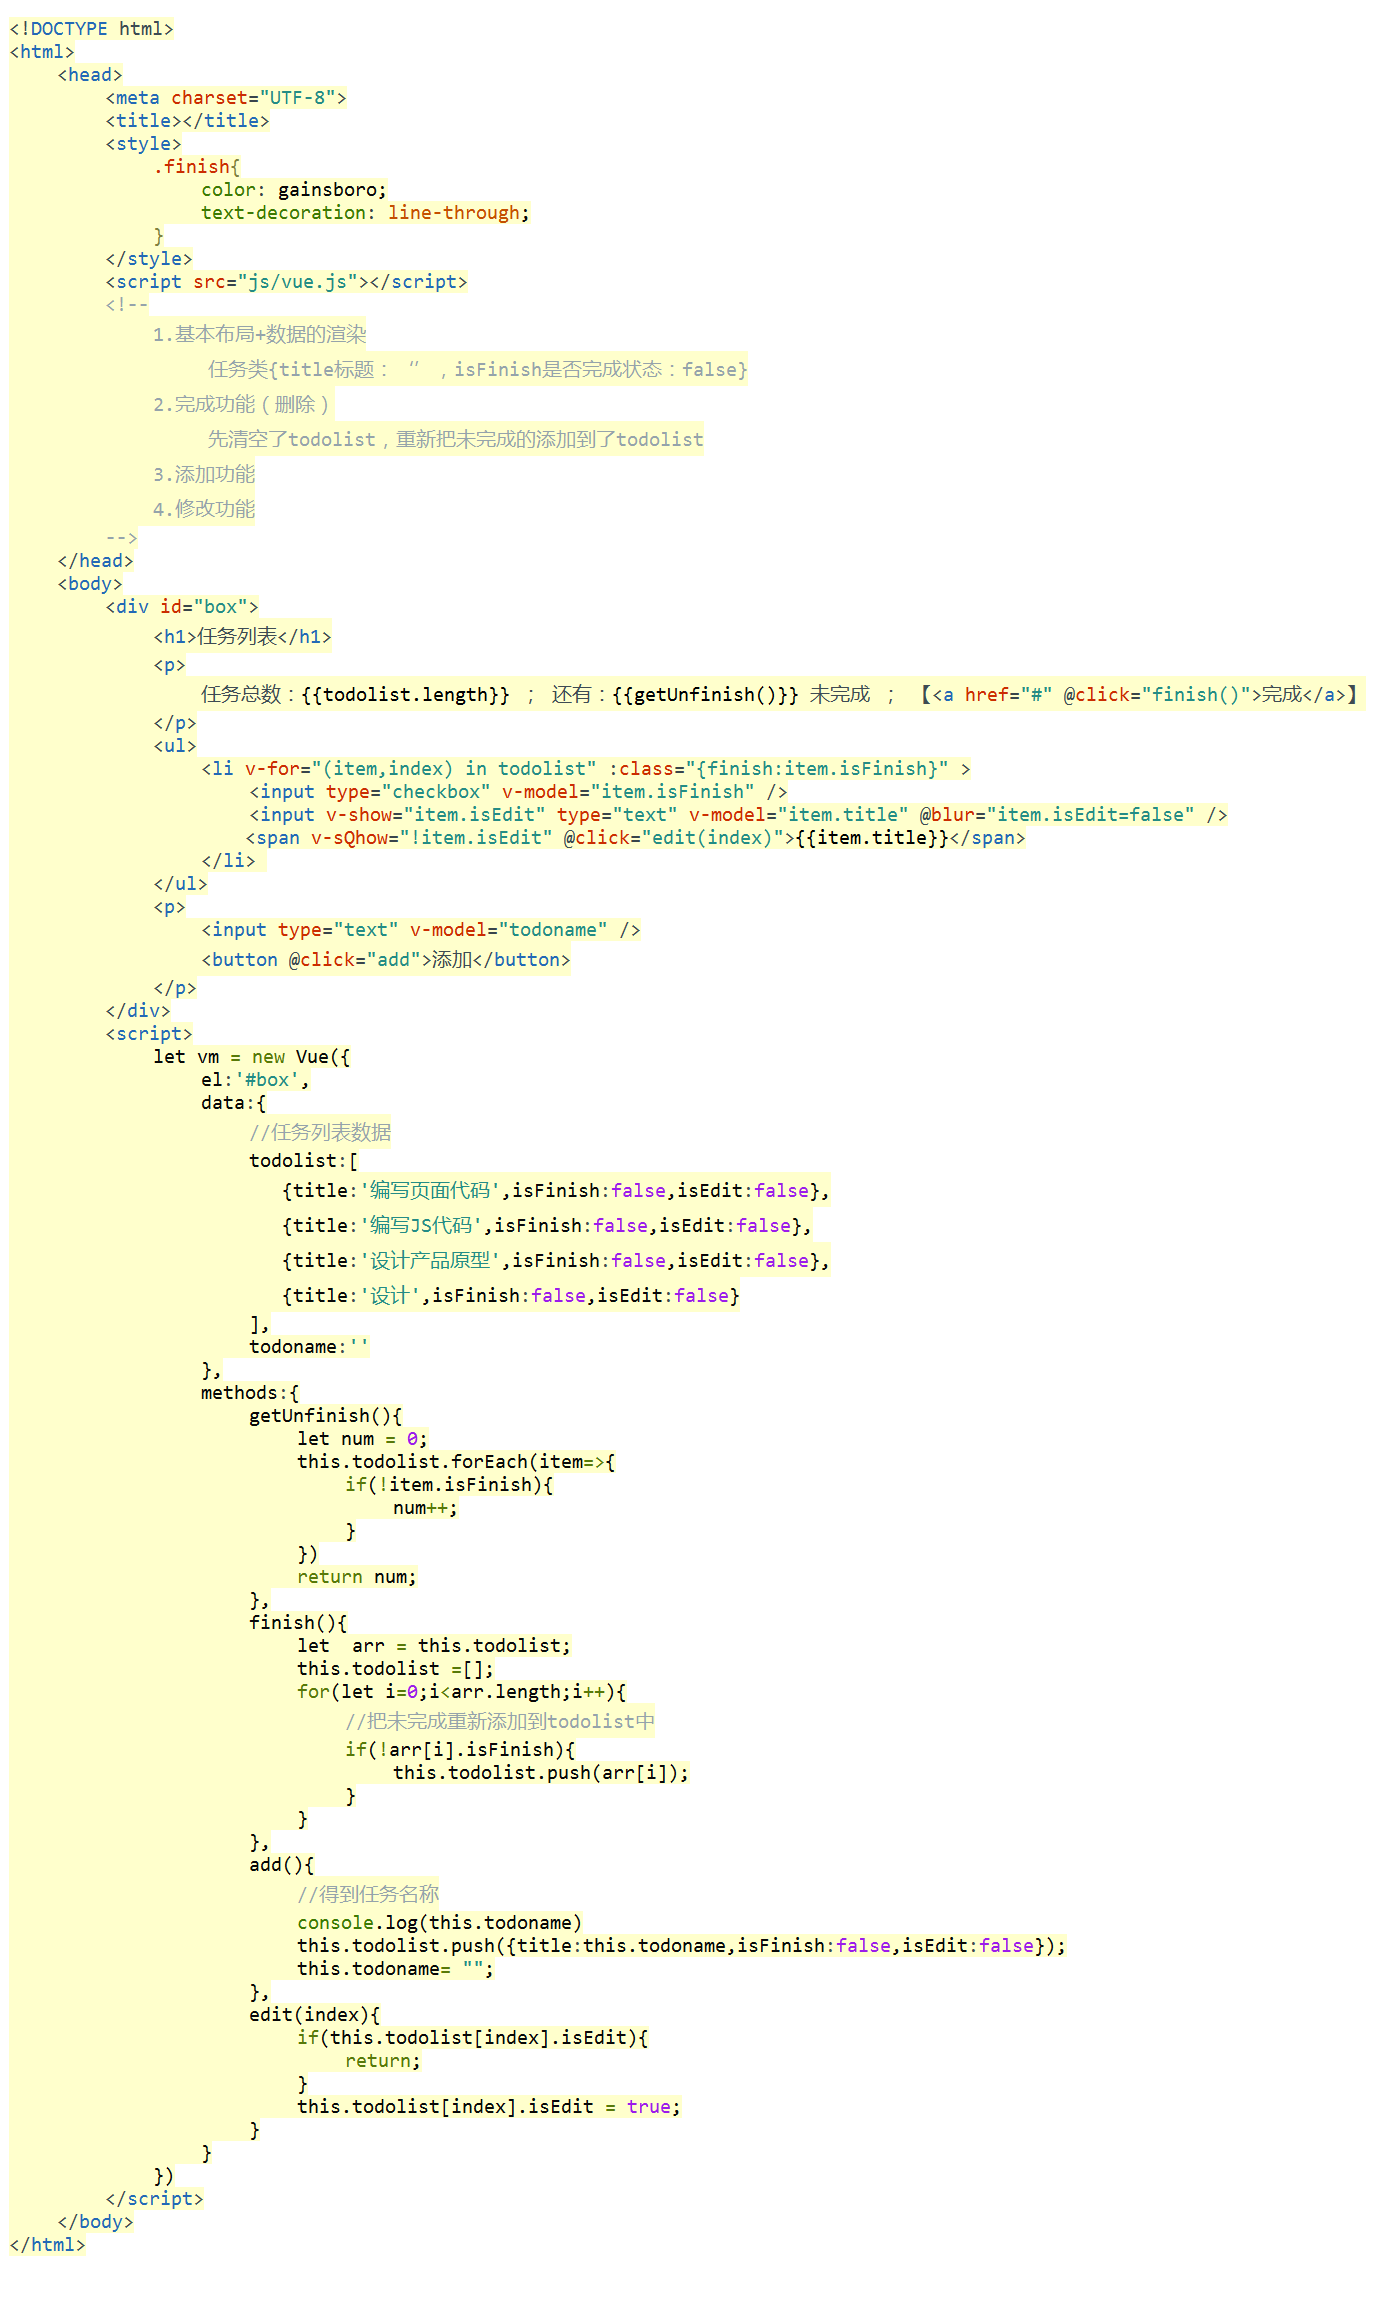 <!DOCTYPE html>
<html>
<head>
<meta charset="UTF-8">
<title></title>
<style>
.finish{
color: gainsboro;
text-decoration: line-through;
}
</style>
<script src="js/vue.js"></script>
<!--
1.基本布局+数据的渲染
任务类{title标题： ”，isFinish是否完成状态：false}
2.完成功能（删除）
先清空了todolist，重新把未完成的添加到了todolist
3.添加功能
4.修改功能
-->
</head>
<body>
<div id="box">
<h1>任务列表</h1>
<p>
任务总数：{{todolist.length}} ； 还有：{{getUnfinish()}} 未完成 ； 【<a href="#" @click="finish()">完成</a>】
</p>
<ul>
<li v-for="(item,index) in todolist" :class="{finish:item.isFinish}" >
<input type="checkbox" v-model="item.isFinish" />
<input v-show="item.isEdit" type="text" v-model="item.title" @blur="item.isEdit=false" />
<span v-sQhow="!item.isEdit" @click="edit(index)">{{item.title}}</span>
</li>
</ul>
<p>
<input type="text" v-model="todoname" />
<button @click="add">添加</button>
</p>
</div>
<script>
let vm = new Vue({
el:'#box',
data:{
//任务列表数据
todolist:[
{title:'编写页面代码',isFinish:false,isEdit:false},
{title:'编写JS代码',isFinish:false,isEdit:false},
{title:'设计产品原型',isFinish:false,isEdit:false},
{title:'设计',isFinish:false,isEdit:false}
],
todoname:''
},
methods:{
getUnfinish(){
let num = 0;
this.todolist.forEach(item=>{
if(!item.isFinish){
num++;
}
})
return num;
},
finish(){
let  arr = this.todolist;
this.todolist =[];
for(let i=0;i<arr.length;i++){
//把未完成重新添加到todolist中
if(!arr[i].isFinish){
this.todolist.push(arr[i]);
}
}
},
add(){
//得到任务名称
console.log(this.todoname)
this.todolist.push({title:this.todoname,isFinish:false,isEdit:false});
this.todoname= "";
},
edit(index){
if(this.todolist[index].isEdit){
return;
}
this.todolist[index].isEdit = true;
}
}
})
</script>
</body>
</html>